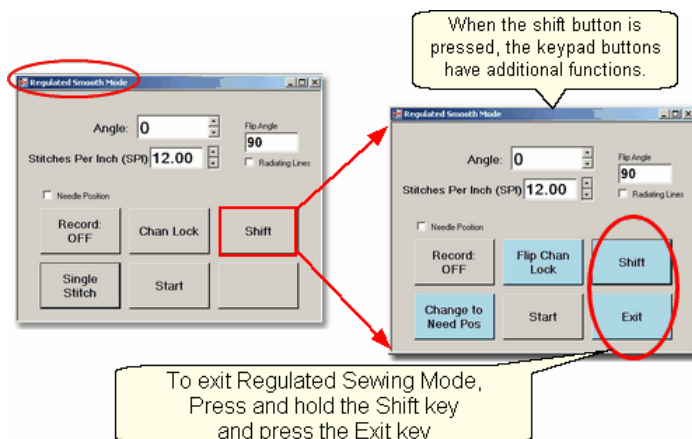 When the shift button is
pressed, the keypad buttons
have additional functions.
Regulated Smooth Mode
Angle: 0
Flip Angle
90
Stitches Per Inch (SPI) 12.00
Radiating Lines
Needle Position
Record:
OFF
Chan Lock
Shift
Single
Stitch
Start
Regulated Smooth Mode
Angle: 0
Flip Angle
90
Stitches Per Inch (SPI) 12.00
Radiating Lines
Needle Position
Record:
OFF
Flip Chan
Lock
Shift
Change to
Need Pos
Start
Exit
To exit Regulated Sewing Mode,
Press and hold the Shift key
and press the Exit key